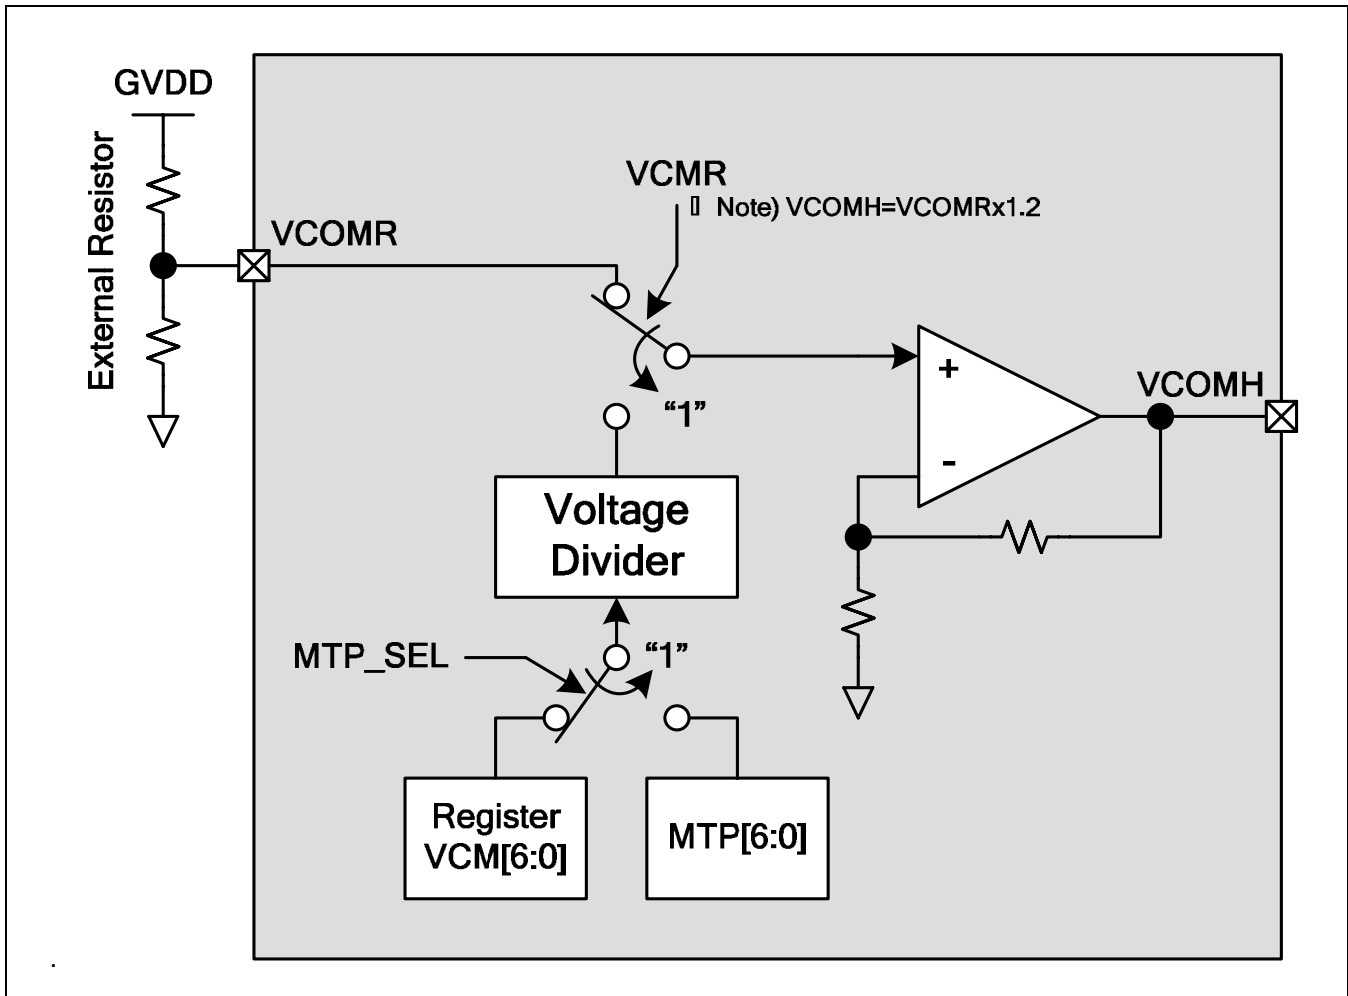 GVDD
External Resistor
VCOMR
VCMR
▯ Note) VCOMH=VCOMRx1.2
“1”
+
-
VCOMH
Voltage
Divider
MTP_SEL
“1”
Register
VCM[6:0]
MTP[6:0]
.